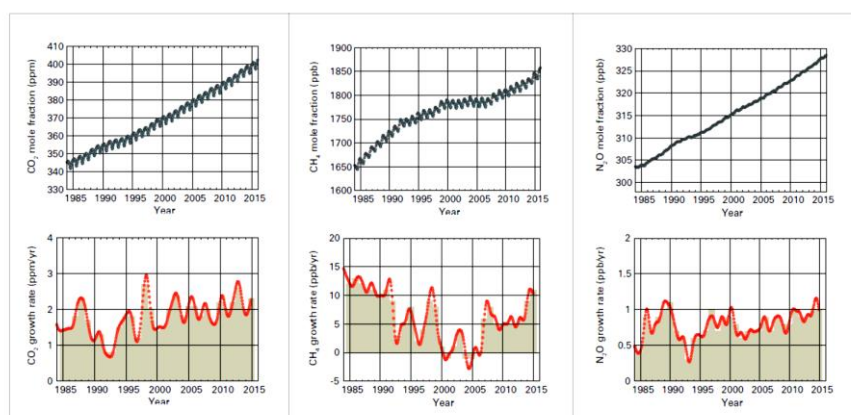 CO2 mole fraction (ppm)
410
400
390
380
370
360
350
340
330
1985 1990 1995 2000 2005 2010 2015
Year
CH4 mole fraction (ppb)
1900
1850
1800
1750
1700
1650
1600
1985 1990 1995 2000 2005 2010 2015
Year
N2O mole fraction (ppb)
330
325
320
315
310
305
300
1985 1990 1995 2000 2005 2010 2015
Year
CO2 growth rate (ppm/yr)
4
3
2
1
0
1985 1990 1995 2000 2005 2010 2015
Year
CH4 growth rate (ppb/yr)
20
15
10
5
0
-5
1985 1990 1995 2000 2005 2010 2015
Year
N2O growth rate (ppb/yr)
2
1.5
1
0.5
0
1985 1990 1995 2000 2005 2010 2015
Year